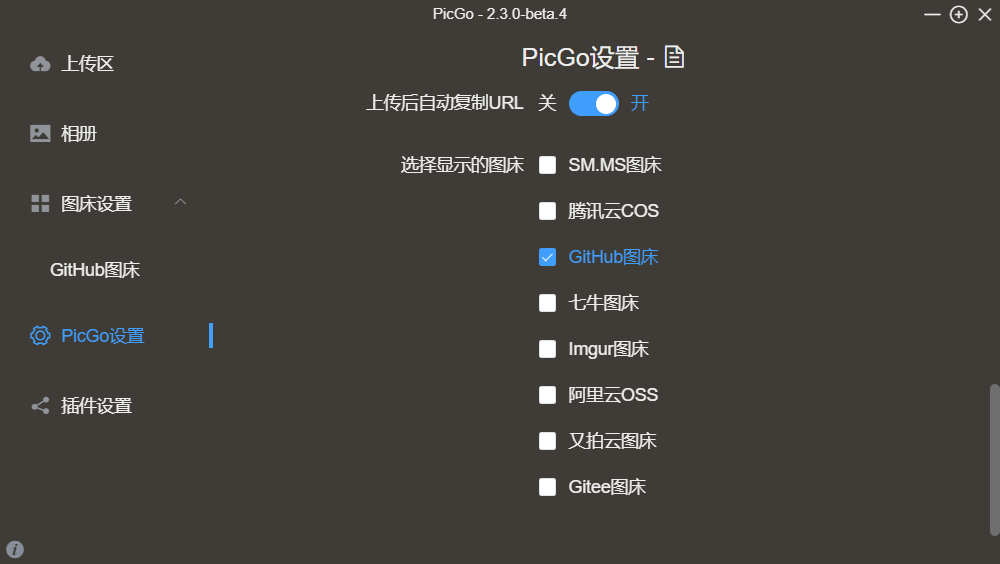 PicGo - 2.3.0-beta.4
上传区
相册
图床设置
GitHub图床
PicGo设置
插件设置
PicGo设置 -
上传后自动复制URL 关 开
选择显示的图床
SM.MS图床
腾讯云COS
GitHub图床
七牛图床
Imgur图床
阿里云OSS
又拍云图床
Gitee图床